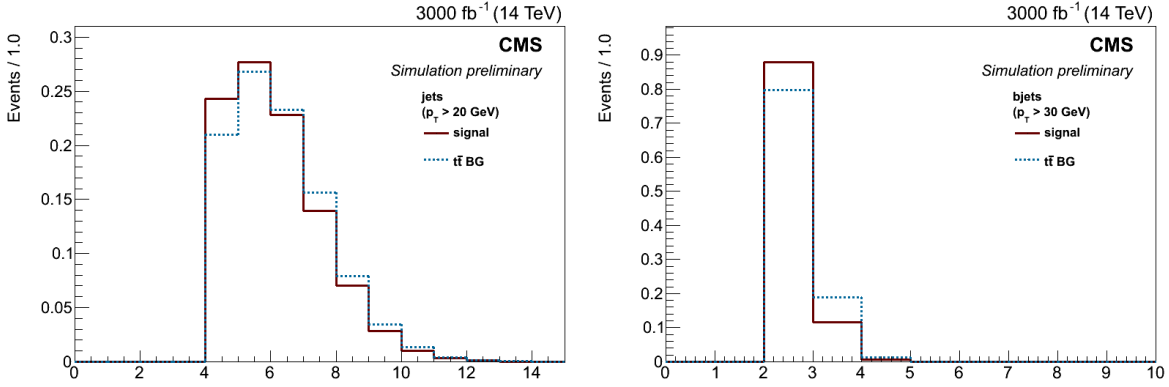 3000 fb⁻¹ (14 TeV)
CMS
Simulation preliminary
jets
(p_T > 20 GeV)
signal
tt̄ BG
Events / 1.0
0.3
0.25
0.2
0.15
0.1
0.05
0
0 2 4 6 8 10 12 14
3000 fb⁻¹ (14 TeV)
CMS
Simulation preliminary
bjets
(p_T > 30 GeV)
signal
tt̄ BG
Events / 1.0
0.9
0.8
0.7
0.6
0.5
0.4
0.3
0.2
0.1
0
0 1 2 3 4 5 6 7 8 9 10